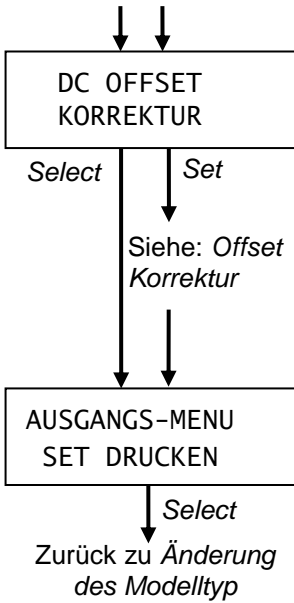 DC OFFSET
KORREKTUR
Select Set
Siehe: Offset
Korrektur
AUSGANGS-MENU
SET DRUCKEN
Select
Zurück zu Änderung
des Modelltyp